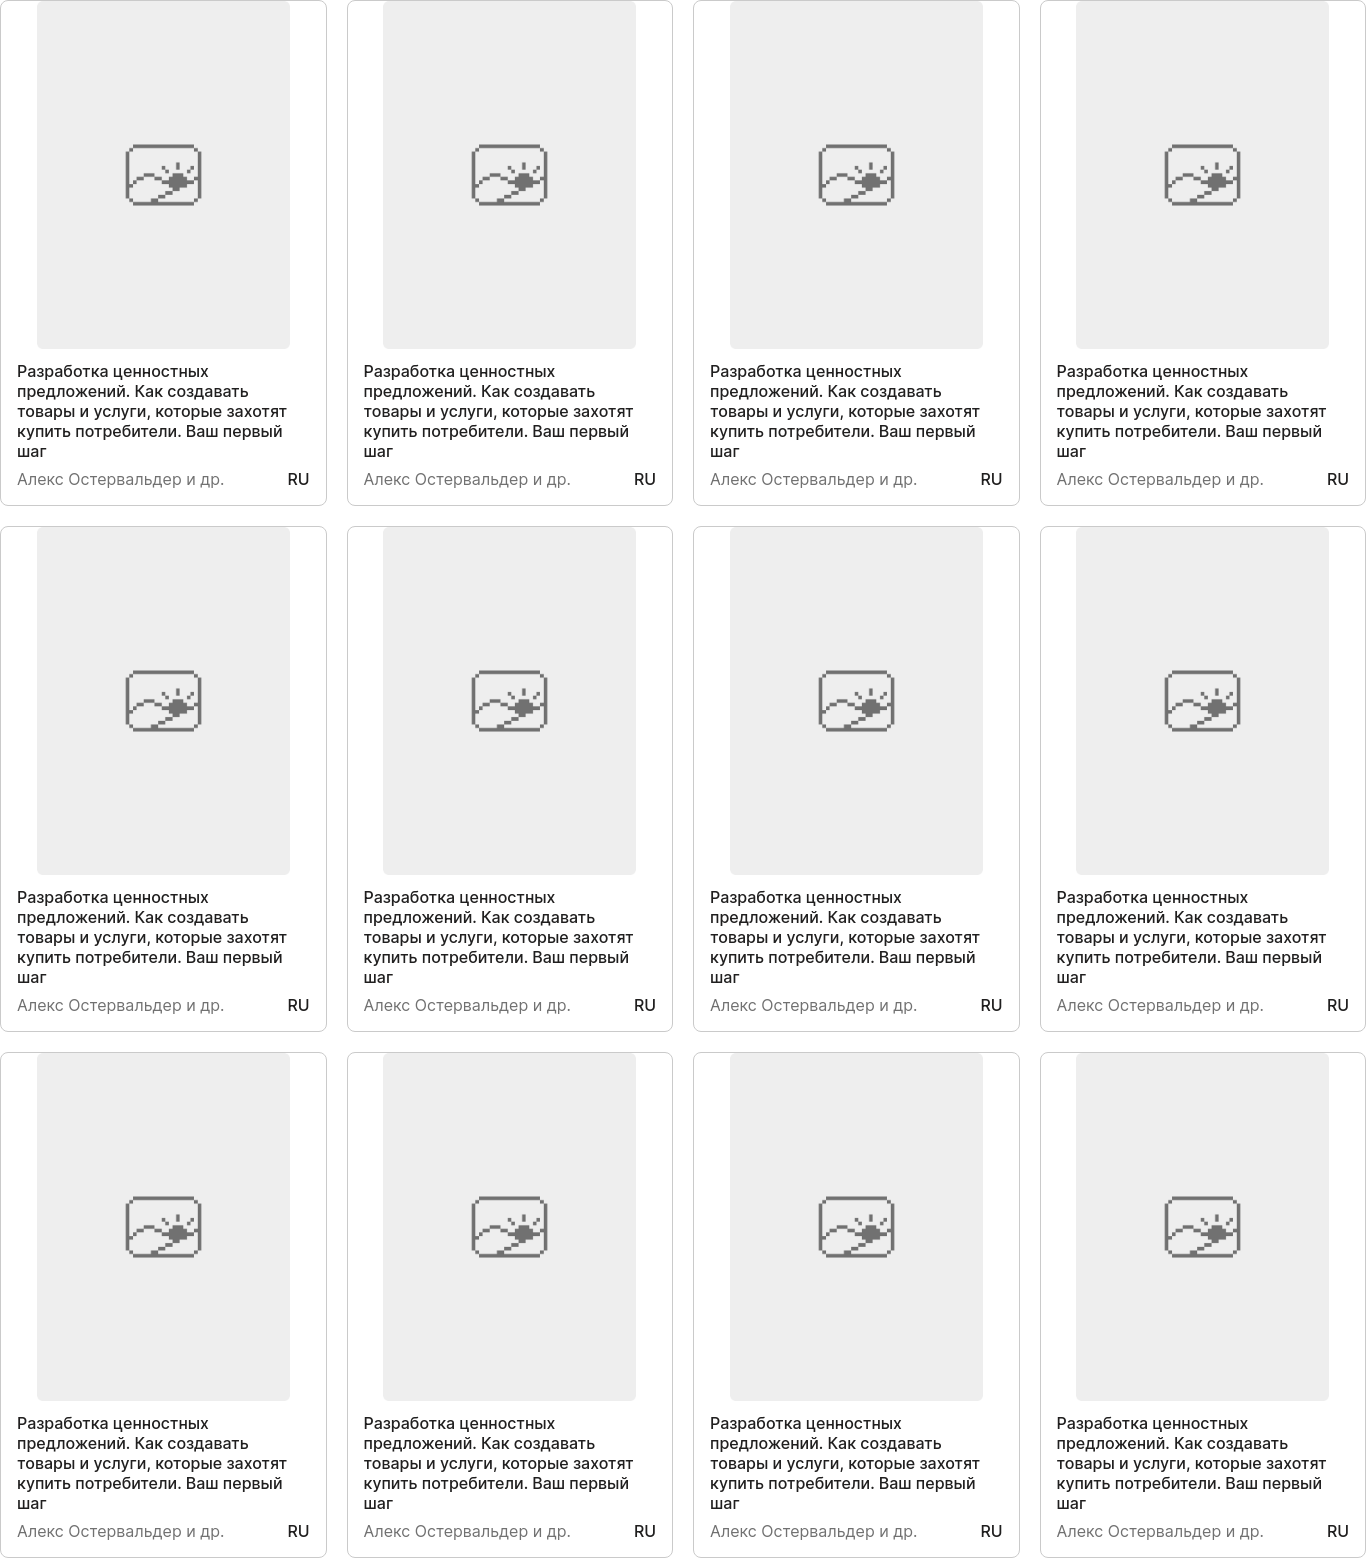 Разработка ценностных
предложений. Как создавать
товары и услуги, которые захотят
купить потребители. Ваш первый
шаг
Алекс Остервальдер и др.
RU
Разработка ценностных
предложений. Как создавать
товары и услуги, которые захотят
купить потребители. Ваш первый
шаг
Алекс Остервальдер и др.
RU
Разработка ценностных
предложений. Как создавать
товары и услуги, которые захотят
купить потребители. Ваш первый
шаг
Алекс Остервальдер и др.
RU
Разработка ценностных
предложений. Как создавать
товары и услуги, которые захотят
купить потребители. Ваш первый
шаг
Алекс Остервальдер и др.
RU
Разработка ценностных
предложений. Как создавать
товары и услуги, которые захотят
купить потребители. Ваш первый
шаг
Алекс Остервальдер и др.
RU
Разработка ценностных
предложений. Как создавать
товары и услуги, которые захотят
купить потребители. Ваш первый
шаг
Алекс Остервальдер и др.
RU
Разработка ценностных
предложений. Как создавать
товары и услуги, которые захотят
купить потребители. Ваш первый
шаг
Алекс Остервальдер и др.
RU
Разработка ценностных
предложений. Как создавать
товары и услуги, которые захотят
купить потребители. Ваш первый
шаг
Алекс Остервальдер и др.
RU
Разработка ценностных
предложений. Как создавать
товары и услуги, которые захотят
купить потребители. Ваш первый
шаг
Алекс Остервальдер и др.
RU
Разработка ценностных
предложений. Как создавать
товары и услуги, которые захотят
купить потребители. Ваш первый
шаг
Алекс Остервальдер и др.
RU
Разработка ценностных
предложений. Как создавать
товары и услуги, которые захотят
купить потребители. Ваш первый
шаг
Алекс Остервальдер и др.
RU
Разработка ценностных
предложений. Как создавать
товары и услуги, которые захотят
купить потребители. Ваш первый
шаг
Алекс Остервальдер и др.
RU